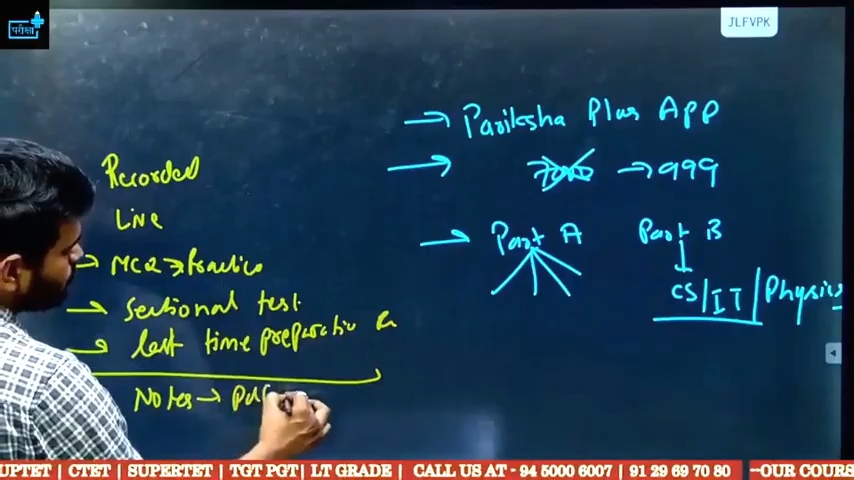 परीक्षा
JLFVPK
→ Pariksha Plus APP
→ 7000 → 999
→ Part A Part B
CS/IT/Physics
Recorded
Live
→ MCQ → Practice
→ Sectional test
→ last time preparation
Notes → Pdf
UPTET | CTET | SUPERTET | TGT PGT| LT GRADE | CALL US AT - 94 5000 6007 | 91 29 69 70 80 --OUR COURS